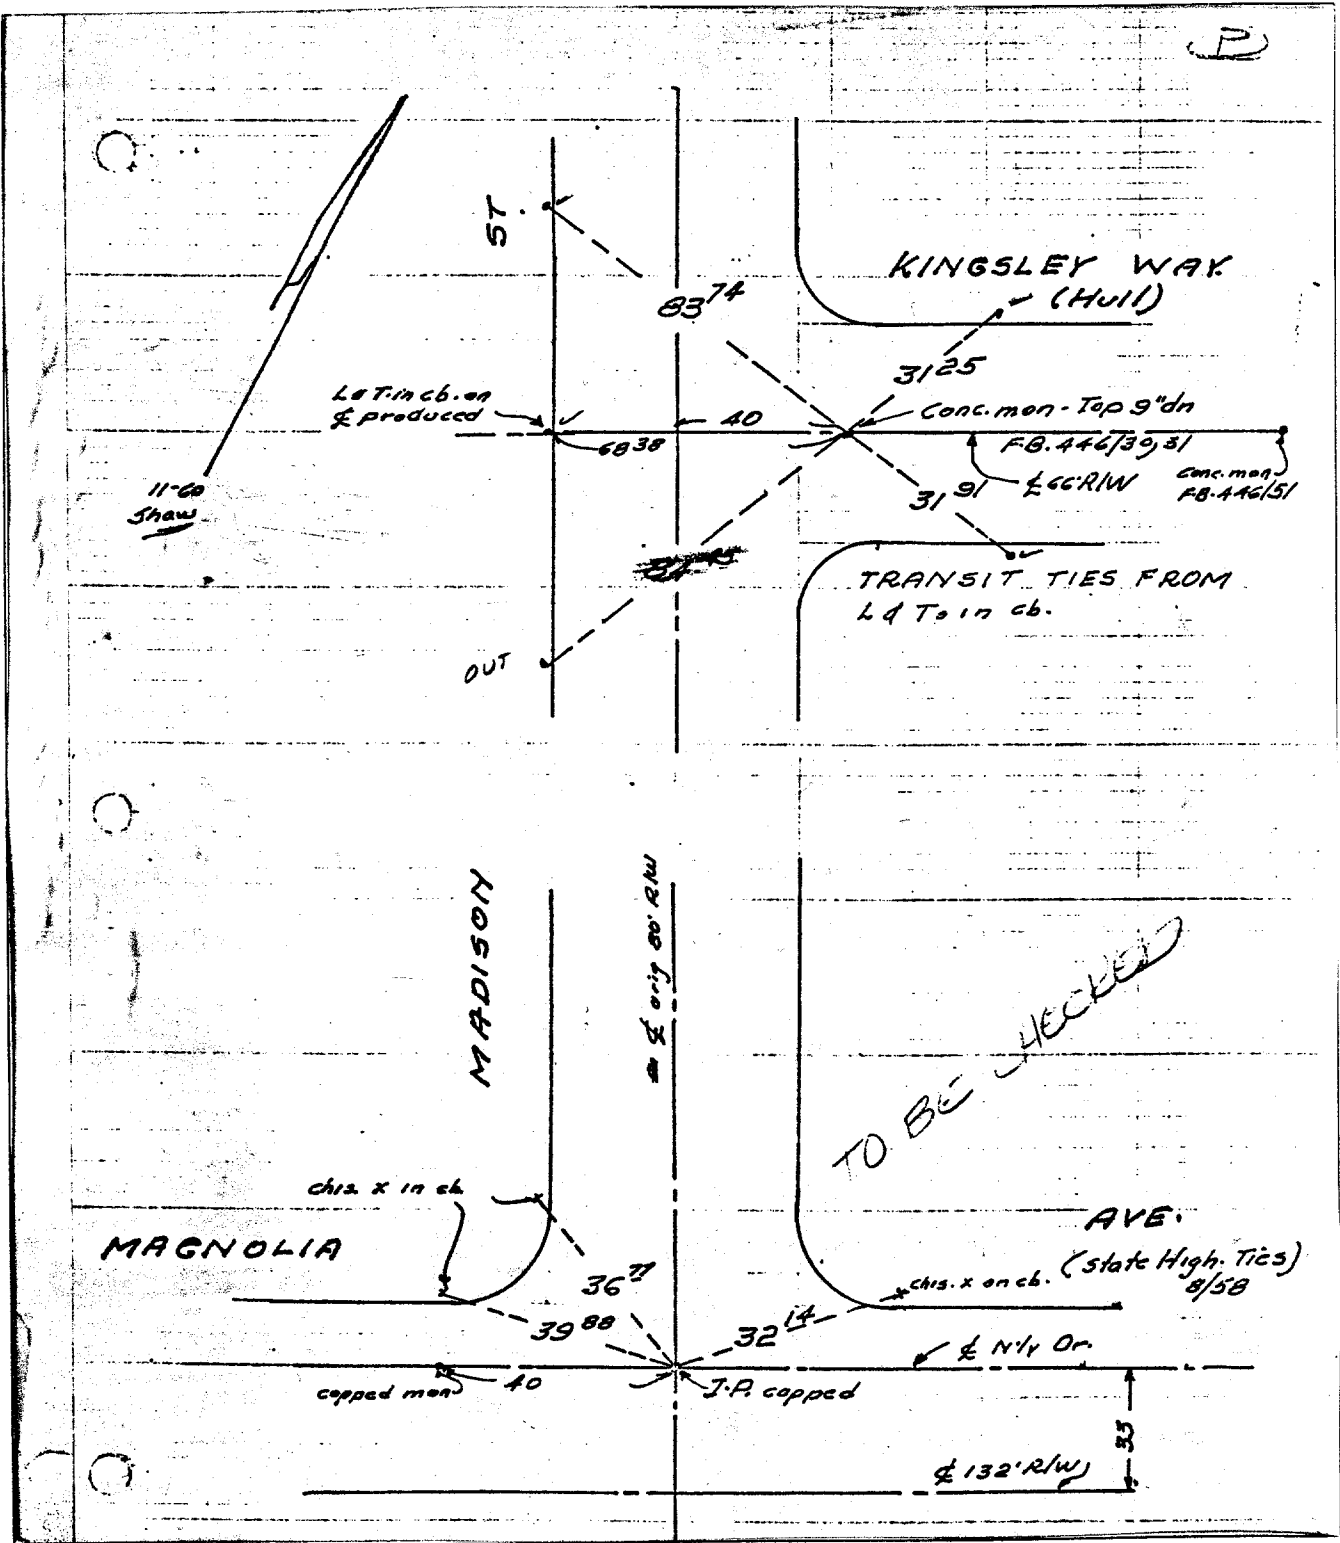 P
ST.
KINGSLEY WAY.
(Hull)
83 74
31 25
L&T. in cb. on
℄ produced
40
Conc. mon - Top 9" dn
68 38
FB. 446/30, 31
℄ 66' R/W
Conc. mon
FB. 446/51
31 91
11-60
Shaw
TRANSIT TIES FROM
L & Ts in cb.
OUT
MADISON
℄ orig 80' R/W
TO BE CHECKED
chis. x in cb.
MAGNOLIA
AVE.
(State High. Ties)
8/58
chis. x on cb.
36 77
39 88
32 14
℄ N'ly Dr.
capped mon
40
I.P. capped
33
℄ 132' R/W